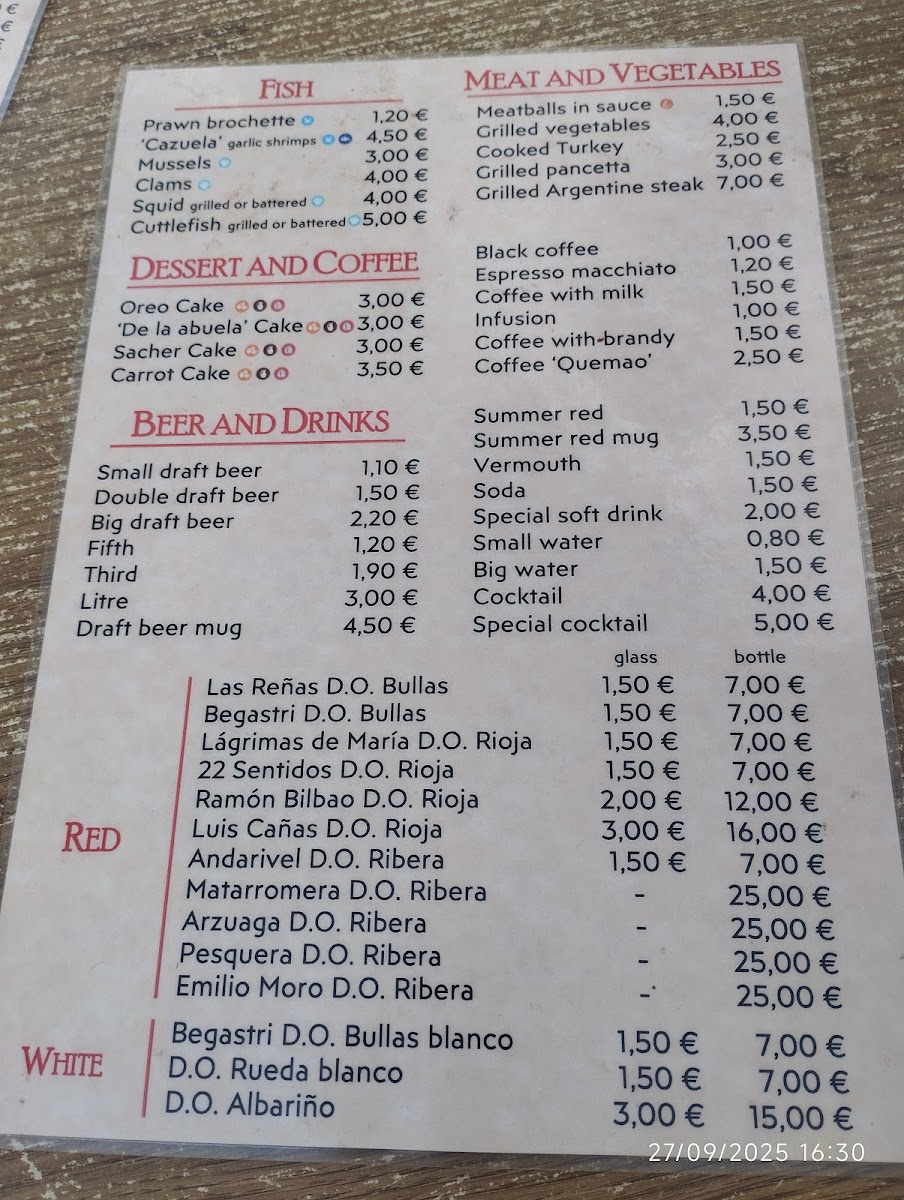 €
€
€
FISH
Prawn brochette 1,20 €
'Cazuela' garlic shrimps 4,50 €
Mussels 3,00 €
Clams 4,00 €
Squid grilled or battered 4,00 €
Cuttlefish grilled or battered 5,00 €
MEAT AND VEGETABLES
Meatballs in sauce 1,50 €
Grilled vegetables 4,00 €
Cooked Turkey 2,50 €
Grilled pancetta 3,00 €
Grilled Argentine steak 7,00 €
DESSERT AND COFFEE
Oreo Cake 3,00 €
'De la abuela' Cake 3,00 €
Sacher Cake 3,00 €
Carrot Cake 3,50 €
Black coffee 1,00 €
Espresso macchiato 1,20 €
Coffee with milk 1,50 €
Infusion 1,00 €
Coffee with brandy 1,50 €
Coffee 'Quemao' 2,50 €
BEER AND DRINKS
Small draft beer 1,10 €
Double draft beer 1,50 €
Big draft beer 2,20 €
Fifth 1,20 €
Third 1,90 €
Litre 3,00 €
Draft beer mug 4,50 €
Summer red 1,50 €
Summer red mug 3,50 €
Vermouth 1,50 €
Soda 1,50 €
Special soft drink 2,00 €
Small water 0,80 €
Big water 1,50 €
Cocktail 4,00 €
Special cocktail 5,00 €
glass bottle
RED
Las Reñas D.O. Bullas 1,50 € 7,00 €
Begastri D.O. Bullas 1,50 € 7,00 €
Lágrimas de María D.O. Rioja 1,50 € 7,00 €
22 Sentidos D.O. Rioja 1,50 € 7,00 €
Ramón Bilbao D.O. Rioja 2,00 € 12,00 €
Luis Cañas D.O. Rioja 3,00 € 16,00 €
Andarivel D.O. Ribera 1,50 € 7,00 €
Matarromera D.O. Ribera - 25,00 €
Arzuaga D.O. Ribera - 25,00 €
Pesquera D.O. Ribera - 25,00 €
Emilio Moro D.O. Ribera - 25,00 €
WHITE
Begastri D.O. Bullas blanco 1,50 € 7,00 €
D.O. Rueda blanco 1,50 € 7,00 €
D.O. Albariño 3,00 € 15,00 €
27/09/2025 16:30